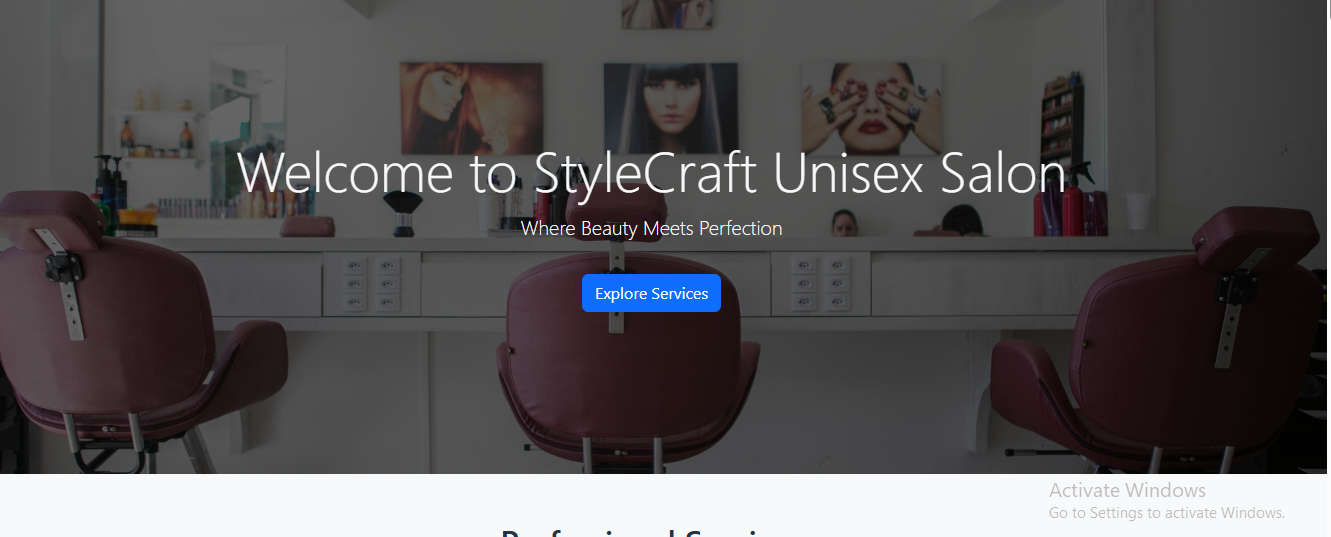 Welcome to StyleCraft Unisex Salon
Where Beauty Meets Perfection
Explore Services
Activate Windows
Go to Settings to activate Windows.